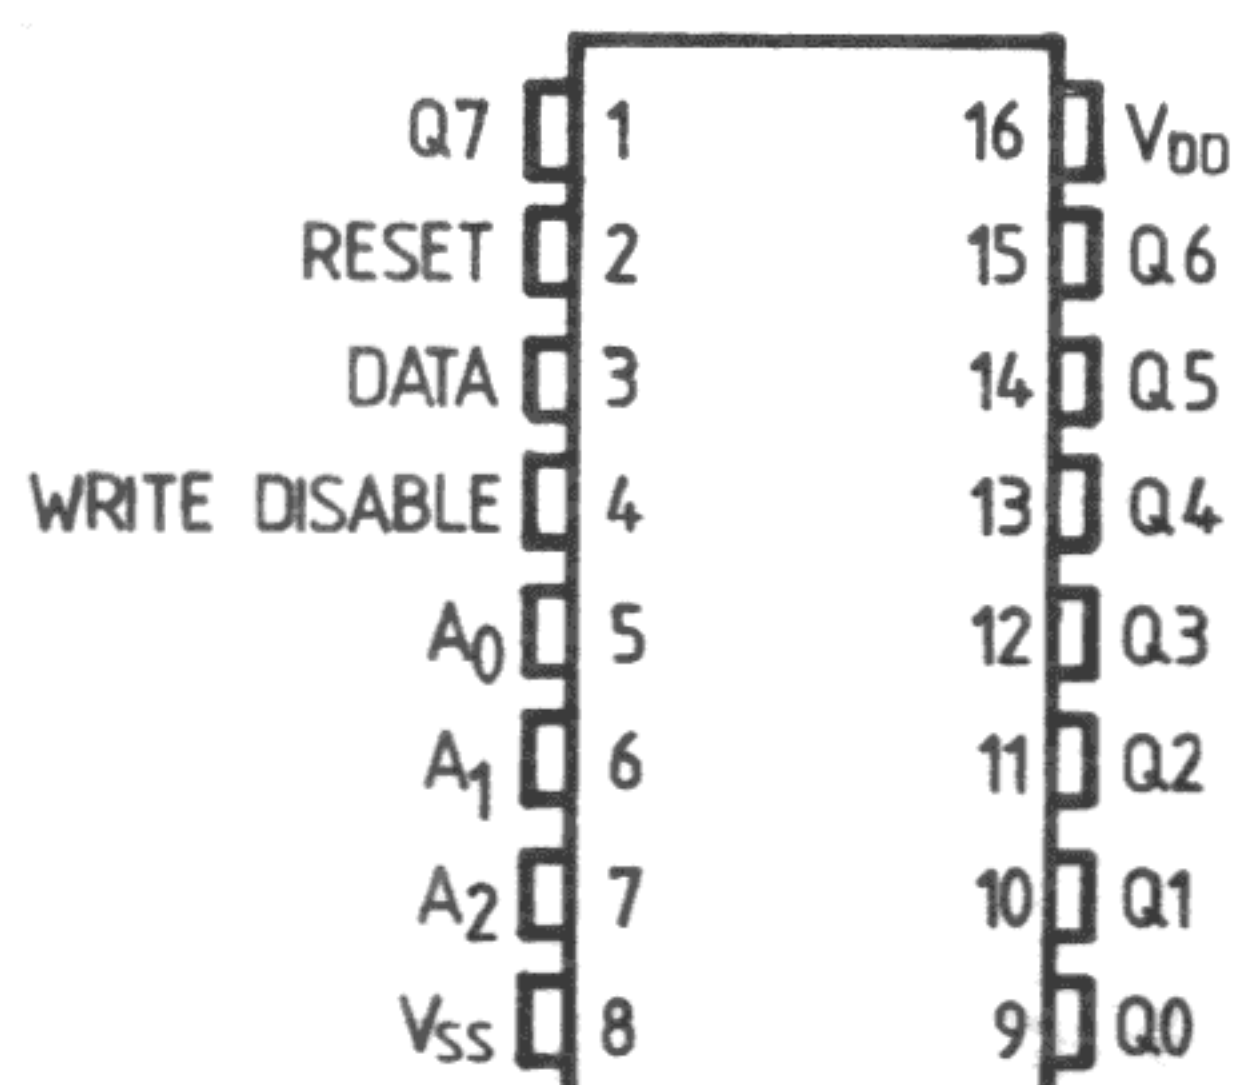 Q7 1 16 VDD
RESET 2 15 Q6
DATA 3 14 Q5
WRITE DISABLE 4 13 Q4
A0 5 12 Q3
A1 6 11 Q2
A2 7 10 Q1
VSS 8 9 Q0